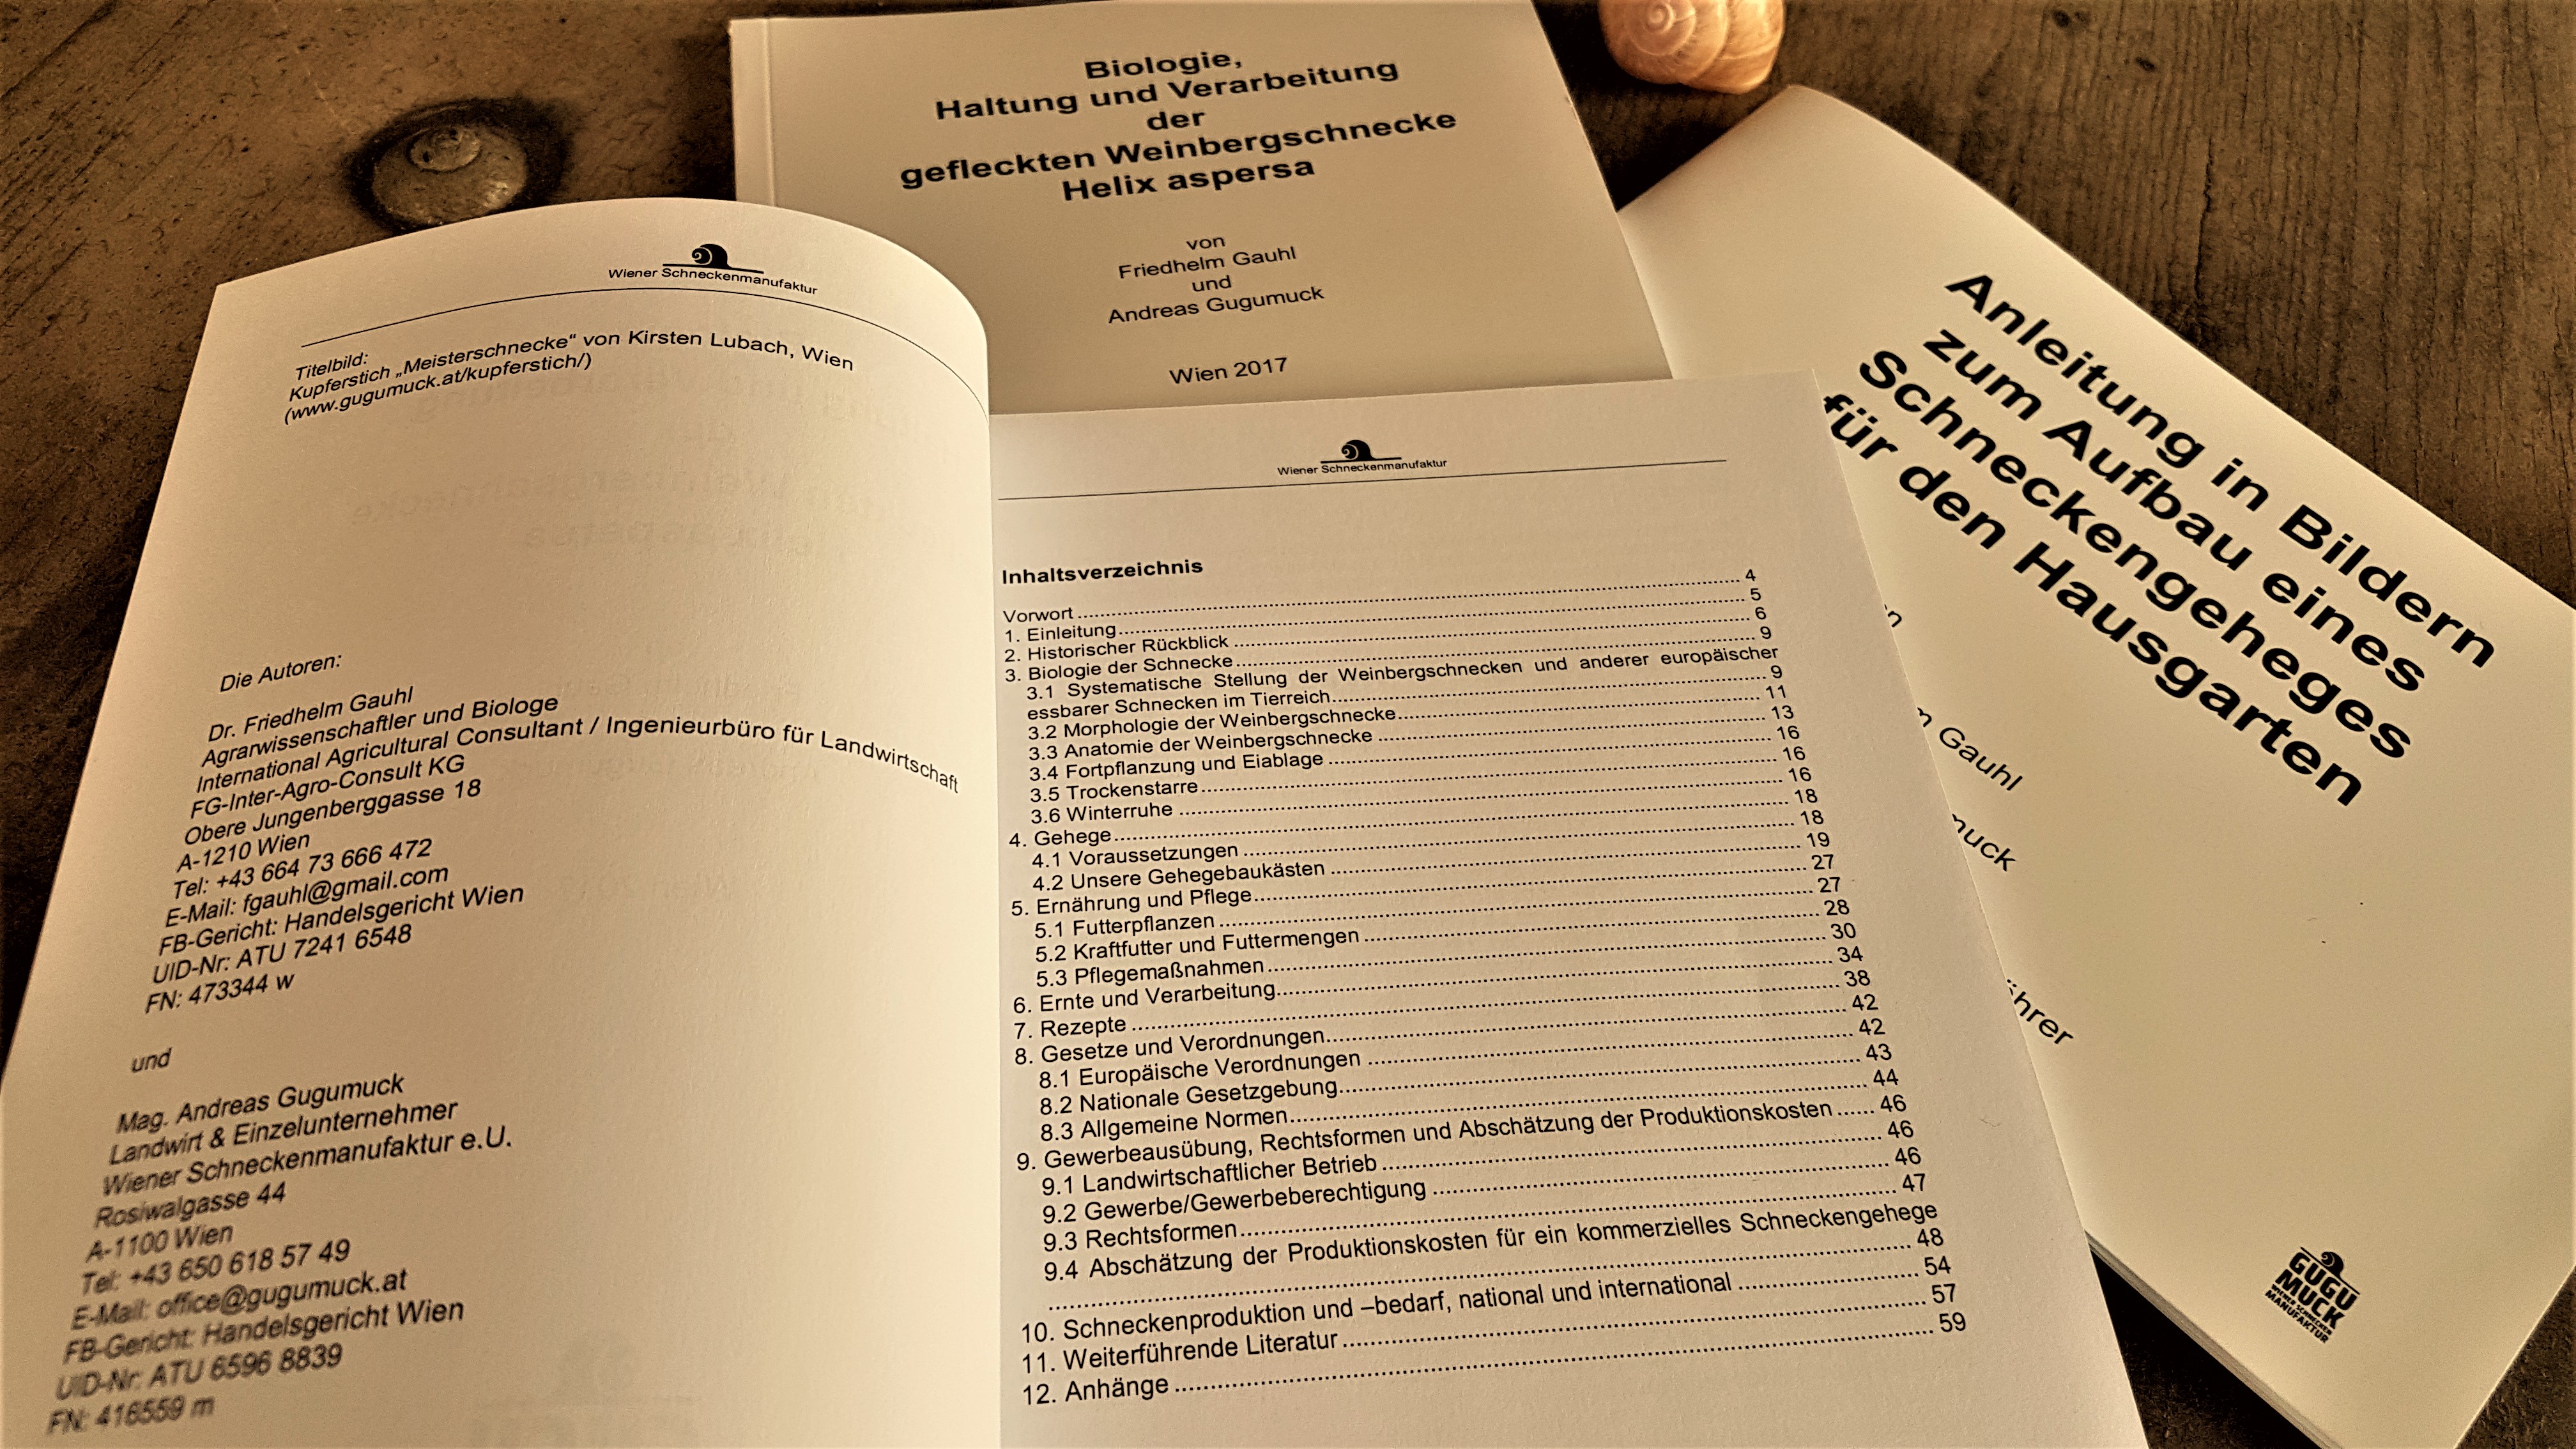 Biologie,
Haltung und Verarbeitung
der
gefleckten Weinbergschnecke
Helix aspersa
von
Friedhelm Gauhl
und
Andreas Gugumuck
Wien 2017
Wiener Schneckenmanufaktur
Titelbild:
Kupferstich „Meisterschnecke“ von Kirsten Lubach, Wien
(www.gugumuck.at/kupferstich/)
Die Autoren:
Dr. Friedhelm Gauhl
Agrarwissenschaftler und Biologe
International Agricultural Consultant / Ingenieurbüro für Landwirtschaft
FG-Inter-Agro-Consult KG
Obere Jungenberggasse 18
A-1210 Wien
Tel: +43 664 73 666 472
E-Mail: fgauhl@gmail.com
FB-Gericht: Handelsgericht Wien
UID-Nr: ATU 7241 6548
FN: 473344 w
und
Mag. Andreas Gugumuck
Landwirt & Einzelunternehmer
Wiener Schneckenmanufaktur e.U.
Rosiwalgasse 44
A-1100 Wien
Tel: +43 650 618 57 49
E-Mail: office@gugumuck.at
FB-Gericht: Handelsgericht Wien
UID-Nr: ATU 6596 8839
FN: 416559 m
Wiener Schneckenmanufaktur
Inhaltsverzeichnis
Vorwort 4
1. Einleitung 5
2. Historischer Rückblick 6
3. Biologie der Schnecke 9
3.1 Systematische Stellung der Weinbergschnecken und anderer europäischer
essbarer Schnecken im Tierreich 9
3.2 Morphologie der Weinbergschnecke 11
3.3 Anatomie der Weinbergschnecke 13
3.4 Fortpflanzung und Eiablage 16
3.5 Trockenstarre 16
3.6 Winterruhe 16
4. Gehege 18
4.1 Voraussetzungen 18
4.2 Unsere Gehegebaukästen 19
5. Ernährung und Pflege 27
5.1 Futterpflanzen 27
5.2 Kraftfutter und Futtermengen 28
5.3 Pflegemaßnahmen 30
6. Ernte und Verarbeitung 34
7. Rezepte 38
8. Gesetze und Verordnungen 42
8.1 Europäische Verordnungen 42
8.2 Nationale Gesetzgebung 43
8.3 Allgemeine Normen 44
9. Gewerbeausübung, Rechtsformen und Abschätzung der Produktionskosten 46
9.1 Landwirtschaftlicher Betrieb 46
9.2 Gewerbe/Gewerbeberechtigung 46
9.3 Rechtsformen 47
9.4 Abschätzung der Produktionskosten für ein kommerzielles Schneckengehege
48
10. Schneckenproduktion und –bedarf, national und international 54
11. Weiterführende Literatur 57
12. Anhänge 59
Anleitung in Bildern
zum Aufbau eines
Schneckengeheges
für den Hausgarten
n
m Gauhl
muck
ührer
GUGU
MUCK
WIENER SCHNECKEN
MANUFAKTUR